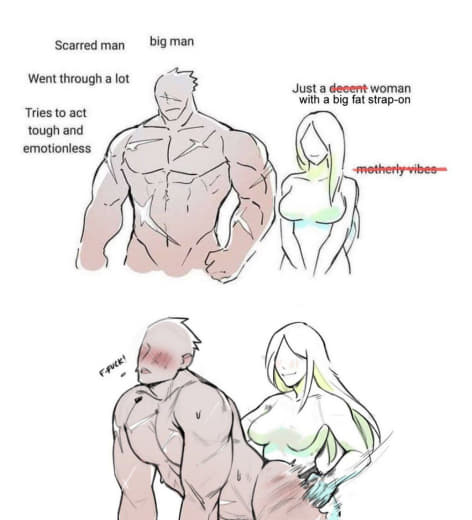 Scarred man
big man
Went through a lot
Tries to act
tough and
emotionless
Just a decent woman
with a big fat strap-on
motherly vibes
F-FUCK!